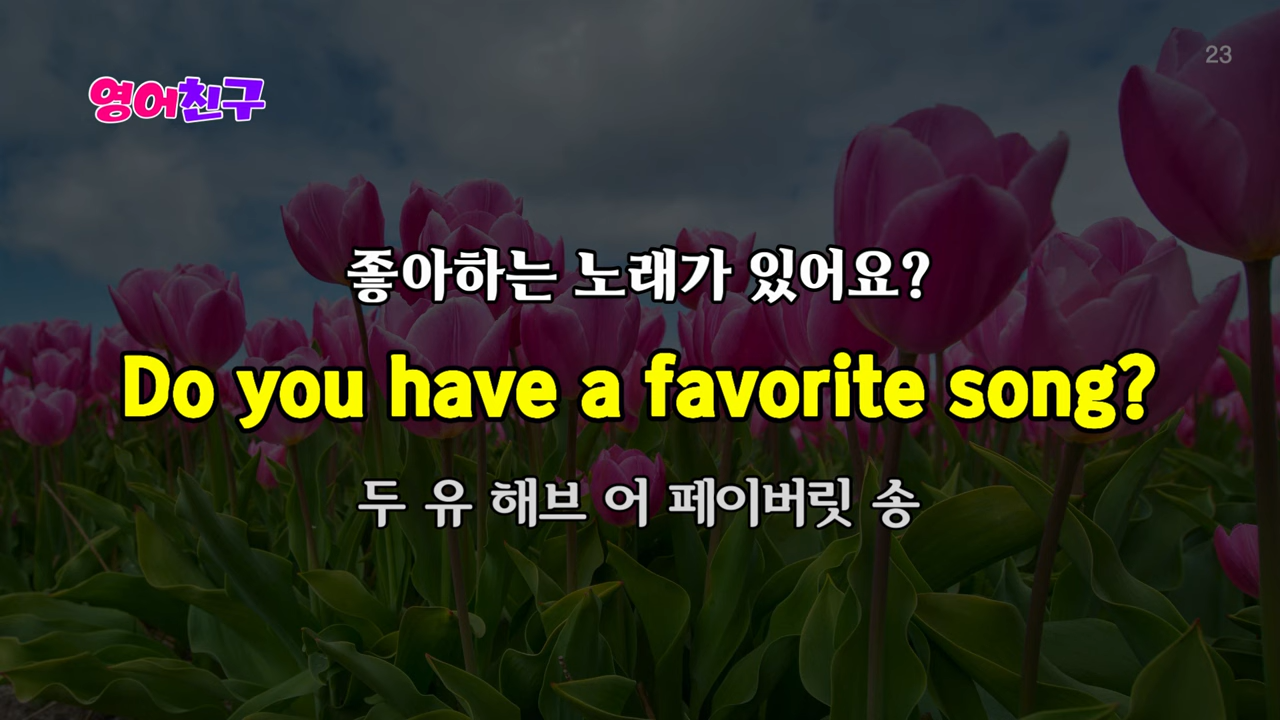 23
영어친구
좋아하는 노래가 있어요?
Do you have a favorite song?
두 유 해브 어 페이버릿 송